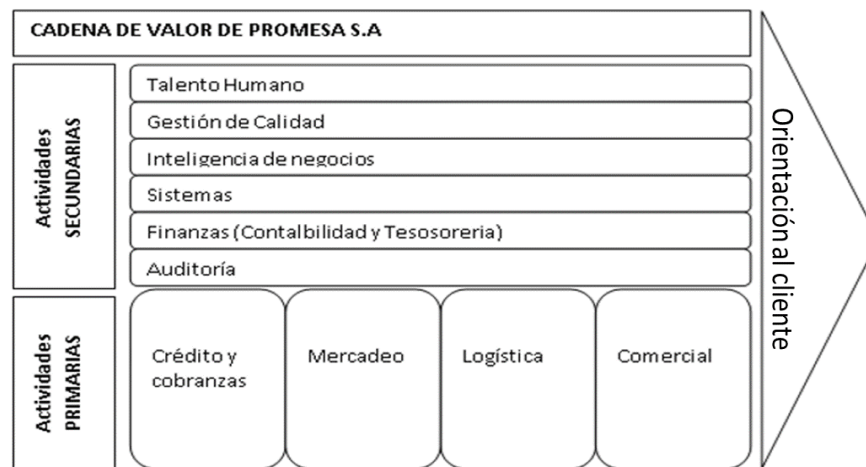 CADENA DE VALOR DE PROMESA S.A
Actividades
SECUNDARIAS
Talento Humano
Gestión de Calidad
Inteligencia de negocios
Sistemas
Finanzas (Contalbilidad y Tesosoreria)
Auditoría
Actividades
PRIMARIAS
Crédito y
cobranzas
Mercadeo
Logística
Comercial
Orientación al cliente